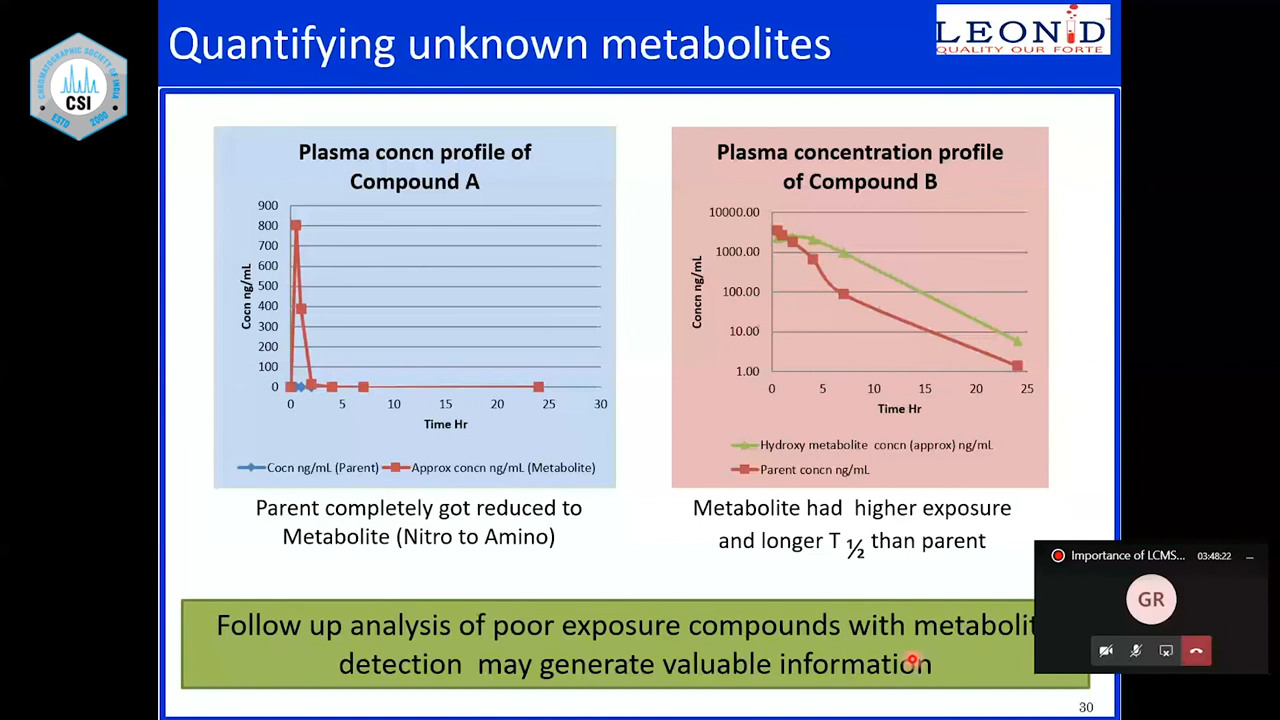 Quantifying unknown metabolites
LEONID
QUALITY OUR FORTE
CHROMATOGRAPHIC SOCIETY OF INDIA
CSI
ESTD 2000
Plasma concn profile of
Compound A
900
800
700
600
500
400
300
200
100
0
Cocn ng/mL
0 5 10 15 20 25 30
Time Hr
Cocn ng/mL (Parent) Approx concn ng/mL (Metabolite)
Parent completely got reduced to
Metabolite (Nitro to Amino)
Plasma concentration profile
of Compound B
10000.00
1000.00
100.00
10.00
1.00
Concn ng/mL
0 5 10 15 20 25
Time Hr
Hydroxy metabolite concn (approx) ng/mL
Parent concn ng/mL
Metabolite had higher exposure
and longer T ½ than parent
Importance of LCMS... 03:48:22
GR
Follow up analysis of poor exposure compounds with metabolit
detection may generate valuable information
30